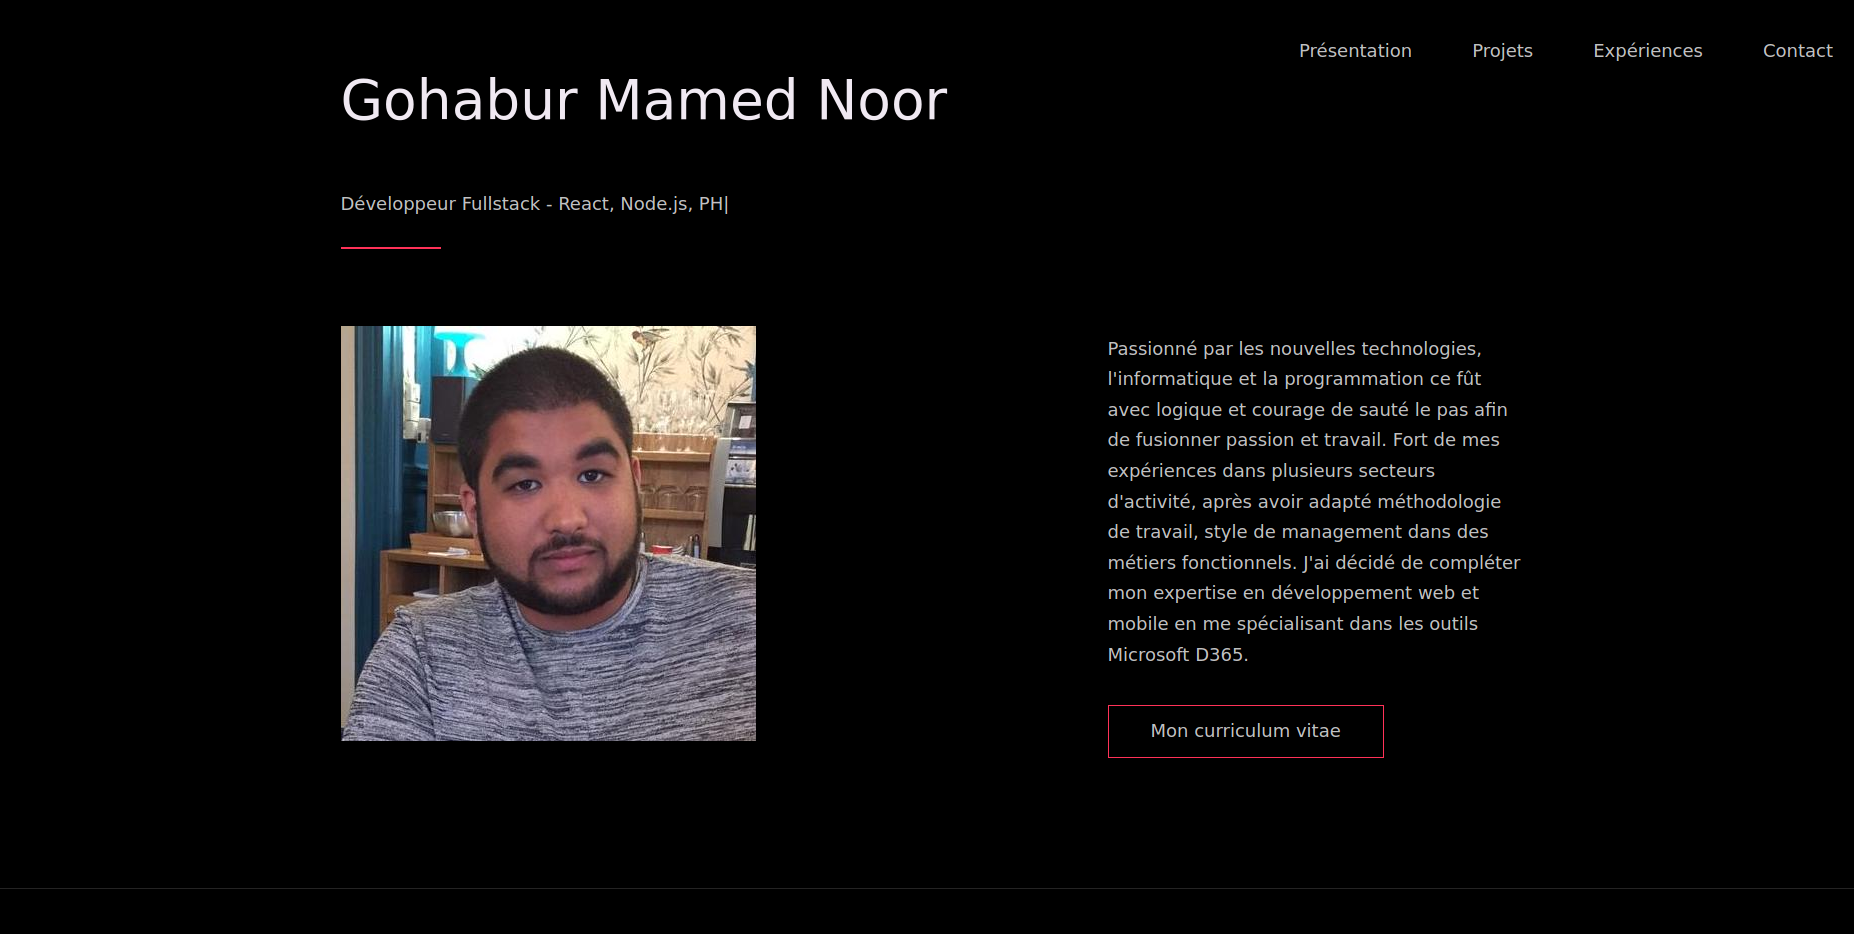 Présentation Projets Expériences Contact
Gohabur Mamed Noor
Développeur Fullstack - React, Node.js, PH|
Passionné par les nouvelles technologies,
l'informatique et la programmation ce fût
avec logique et courage de sauté le pas afin
de fusionner passion et travail. Fort de mes
expériences dans plusieurs secteurs
d'activité, après avoir adapté méthodologie
de travail, style de management dans des
métiers fonctionnels. J'ai décidé de compléter
mon expertise en développement web et
mobile en me spécialisant dans les outils
Microsoft D365.
Mon curriculum vitae